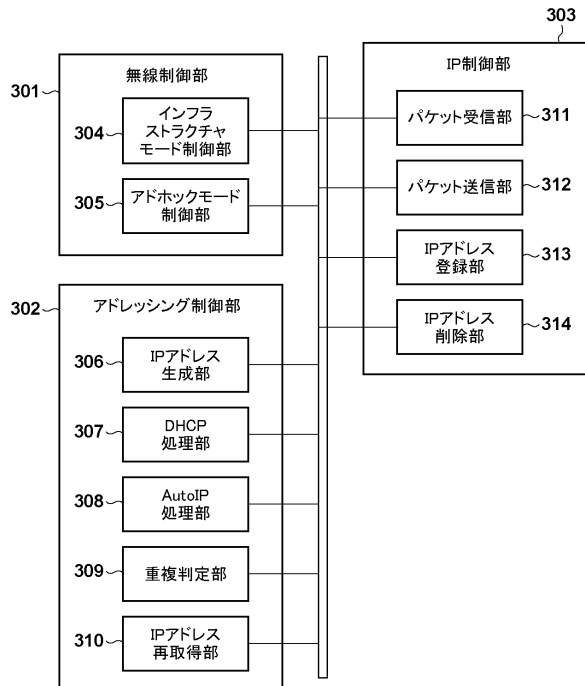 301
無線制御部
304
インフラ
ストラクチャ
モード制御部
305
アドホックモード
制御部
302
アドレッシング制御部
306
IPアドレス
生成部
307
DHCP
処理部
308
AutoIP
処理部
309
重複判定部
310
IPアドレス
再取得部
303
IP制御部
パケット受信部
311
パケット送信部
312
IPアドレス
登録部
313
IPアドレス
削除部
314